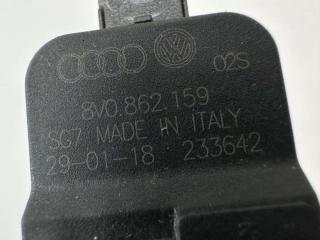 02S
8V0.862.159
SG7 MADE IN ITALY
29-01-18 233642